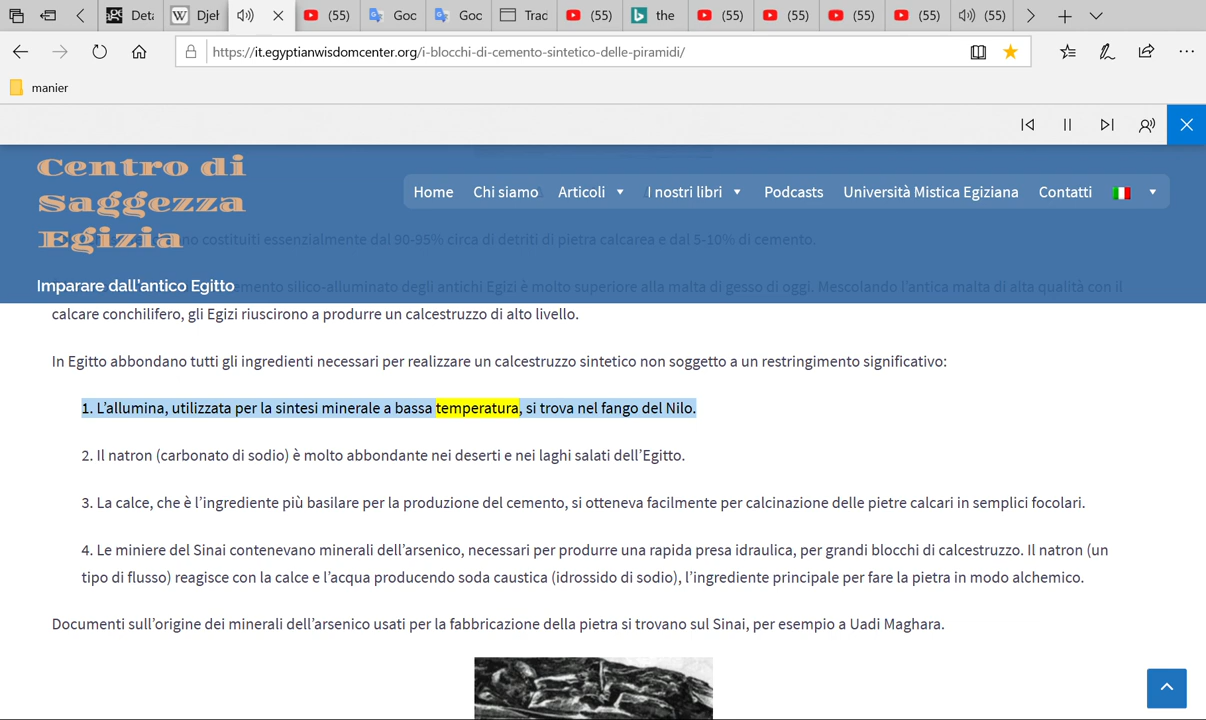 Deta
Djeh
(55)
Goc
Goc
Trac
(55)
the
(55)
(55)
(55)
(55)
(55)
https://it.egyptianwisdomcenter.org/i-blocchi-di-cemento-sintetico-delle-piramidi/
manier
Centro di
Saggezza
Egizia
Imparare dall'antico Egitto
Home Chi siamo Articoli I nostri libri Podcasts Università Mistica Egiziana Contatti
costituiti essenzialmente dal 90-95% circa di detriti di pietra calcarea e dal 5-10% di cemento.
silico-alluminato degli antichi Egizi è molto superiore alla malta di gesso di oggi. Mescolando l'antica malta di alta qualità con il
calcare conchilifero, gli Egizi riuscirono a produrre un calcestruzzo di alto livello.
In Egitto abbondano tutti gli ingredienti necessari per realizzare un calcestruzzo sintetico non soggetto a un restringimento significativo:
1. L'allumina, utilizzata per la sintesi minerale a bassa temperatura, si trova nel fango del Nilo.
2. Il natron (carbonato di sodio) è molto abbondante nei deserti e nei laghi salati dell'Egitto.
3. La calce, che è l'ingrediente più basilare per la produzione del cemento, si otteneva facilmente per calcinazione delle pietre calcari in semplici focolari.
4. Le miniere del Sinai contenevano minerali dell'arsenico, necessari per produrre una rapida presa idraulica, per grandi blocchi di calcestruzzo. Il natron (un
tipo di flusso) reagisce con la calce e l'acqua producendo soda caustica (idrossido di sodio), l'ingrediente principale per fare la pietra in modo alchemico.
Documenti sull'origine dei minerali dell'arsenico usati per la fabbricazione della pietra si trovano sul Sinai, per esempio a Uadi Maghara.